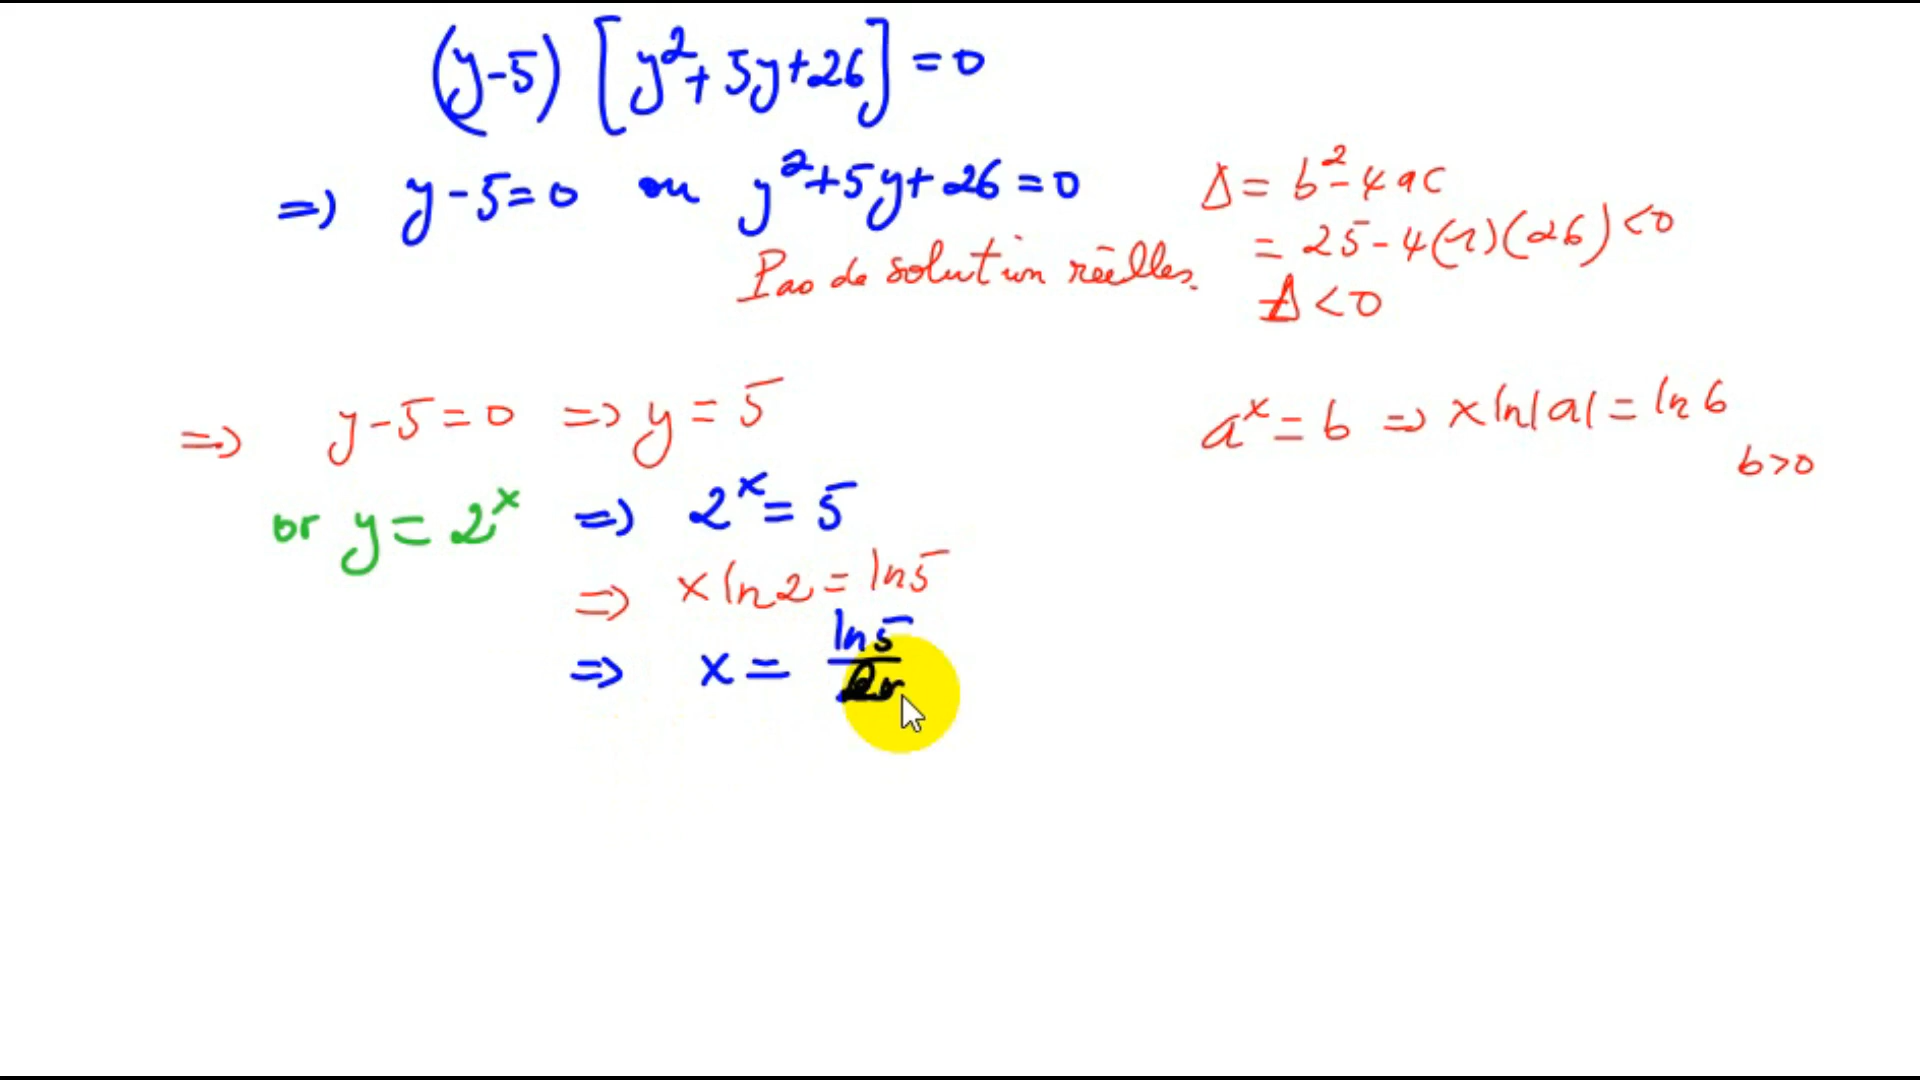 (y-5) [y²+5y+26] = 0
=> y-5=0 ou y²+5y+26=0
Pas de solution réelles.
Δ = b²-4ac
= 25-4(1)(26) <0
Δ <0
=> y-5=0 => y = 5
a^x = b => x ln|a| = ln b
b>0
or y = 2^x => 2^x = 5
=> x ln2 = ln5
=> x = ln5 /